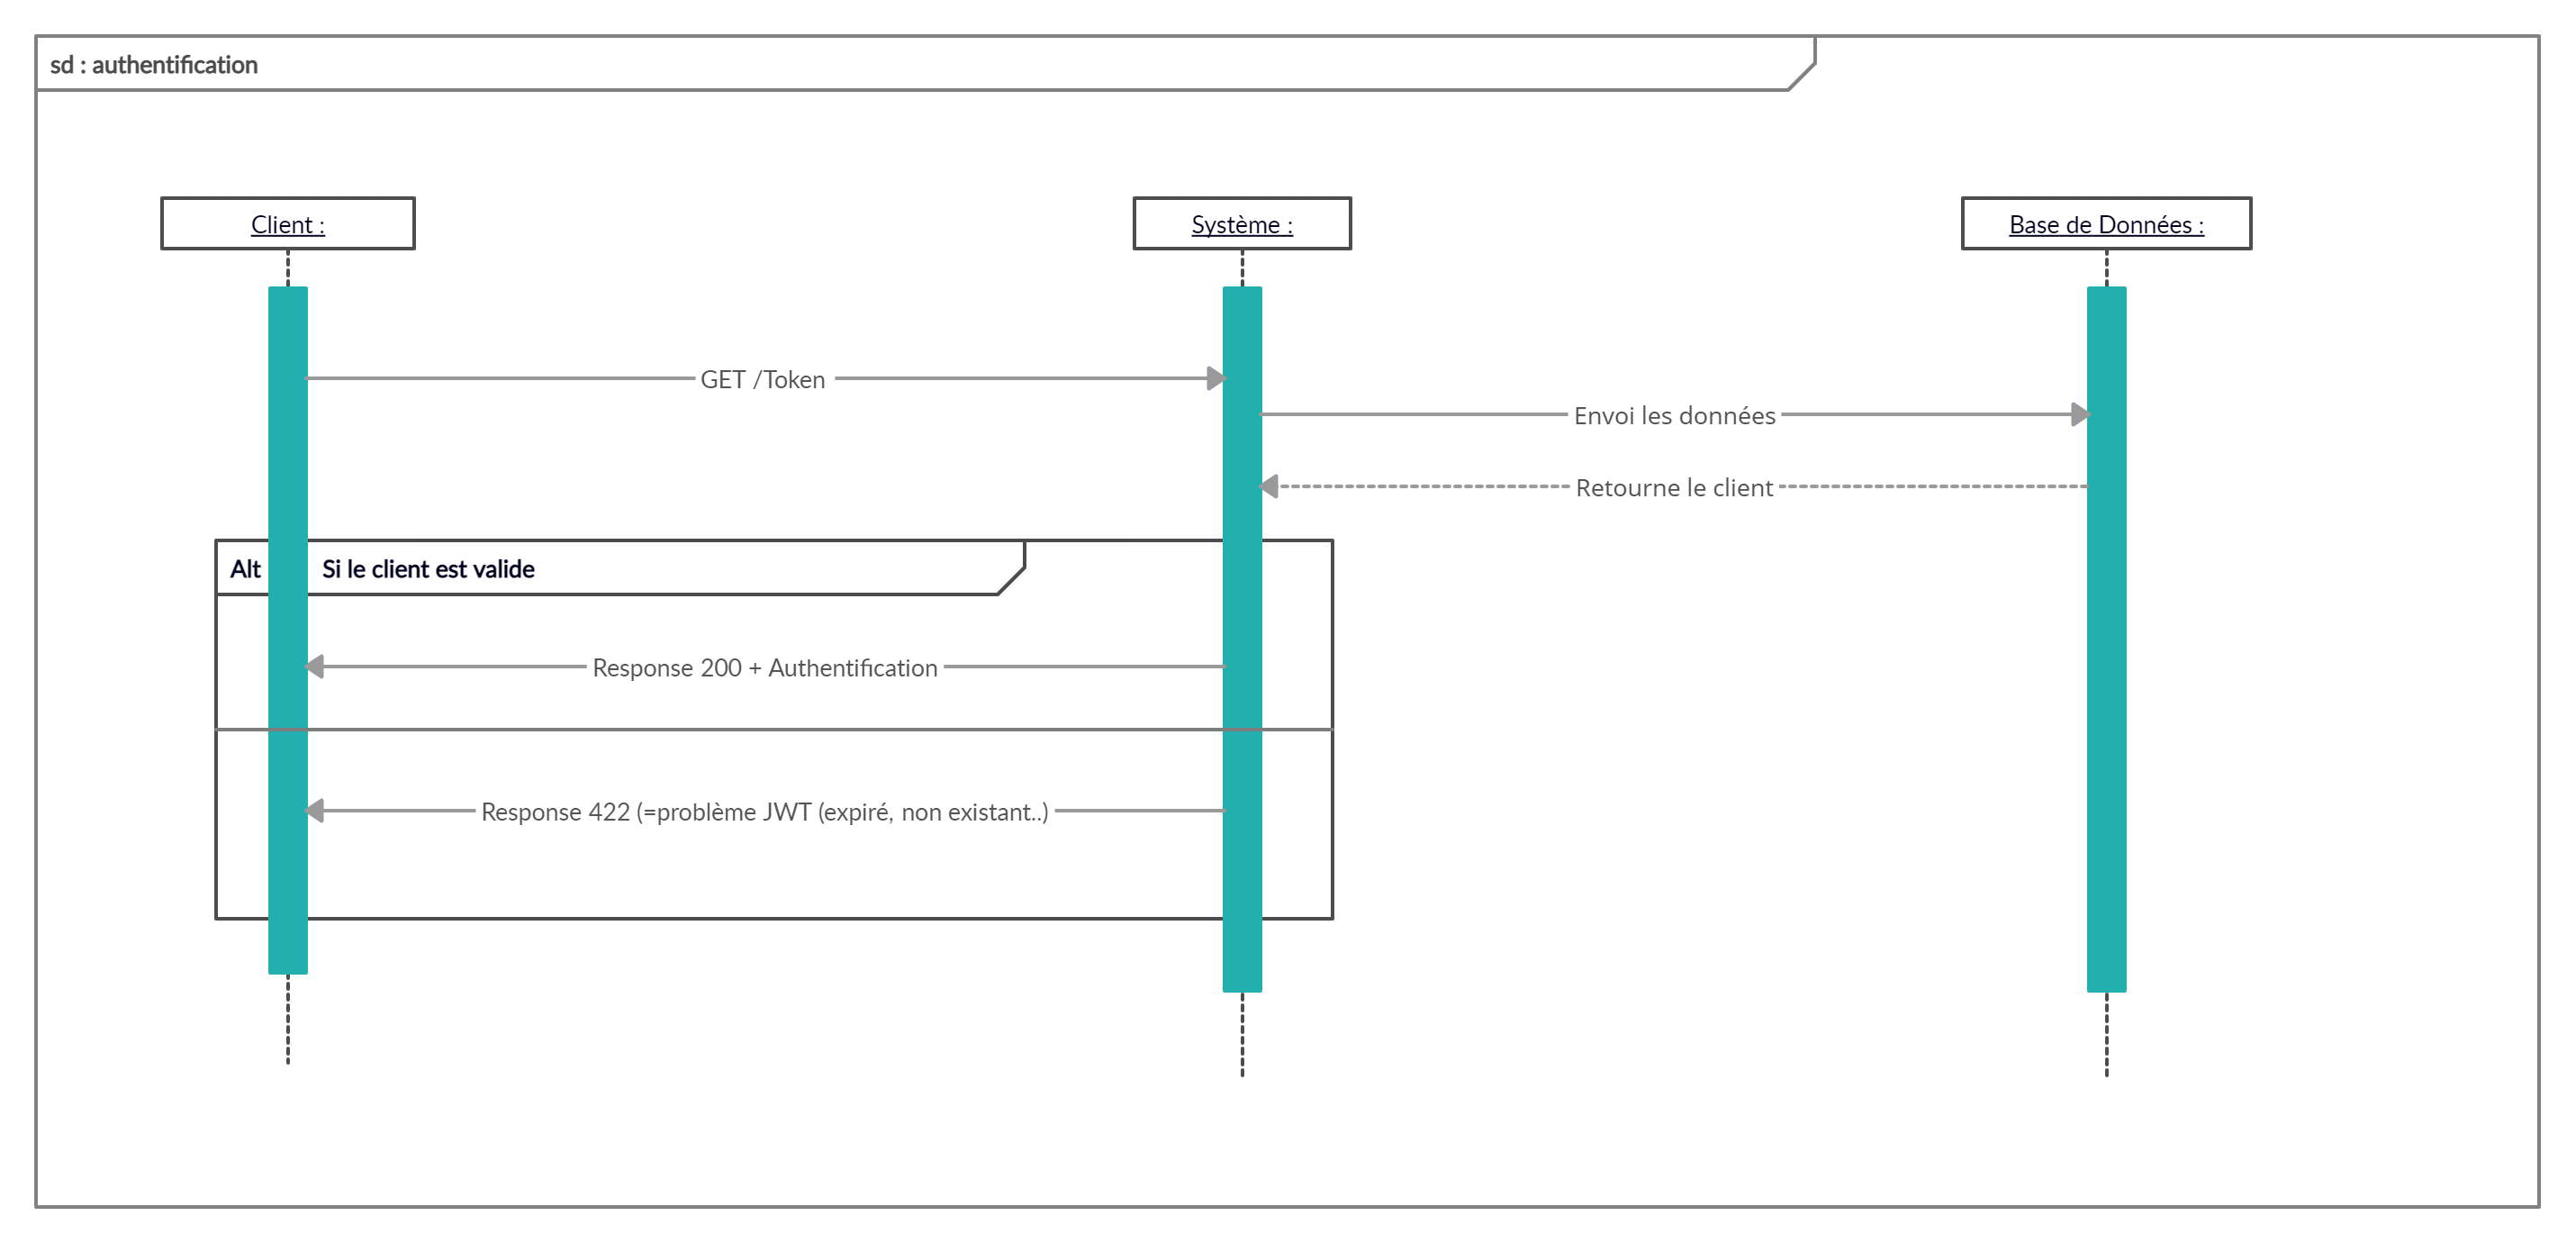 sd : authentification
Client :
Système :
Base de Données :
GET /Token
Envoi les données
Retourne le client
Alt Si le client est valide
Response 200 + Authentification
Response 422 (=problème JWT (expiré, non existant..)